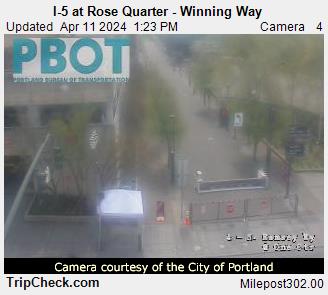 I-5 at Rose Quarter - Winning Way
Updated Apr 11 2024 1:23 PM Camera 4
PBOT
PORTLAND BUREAU OF TRANSPORTATION
Camera courtesy of the City of Portland
TripCheck.com Milepost302.00